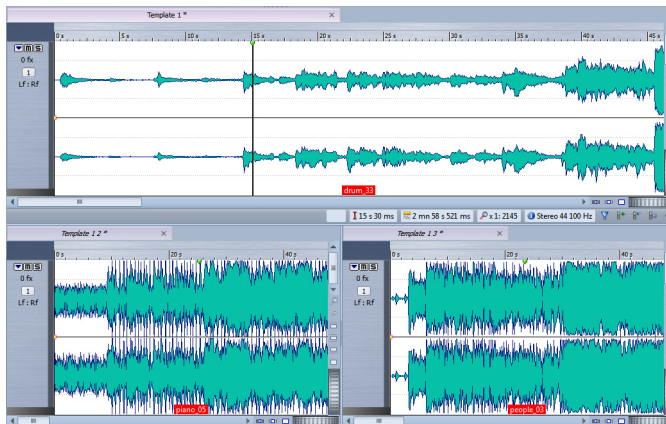 Template 1 *
0 s 5 s 10 s 15 s 20 s 25 s 30 s 35 s 40 s 45 s
M S
0 fx
1
Lf : Rf
drum_33
15 s 30 ms 2 mn 58 s 521 ms x 1: 2145 Stereo 44 100 Hz
Template 1 2 *
0 s 20 s 40 s
M S
0 fx
1
Lf : Rf
piano_05
Template 1 3 *
0 s 20 s 40 s
M S
0 fx
1
Lf : Rf
people_03